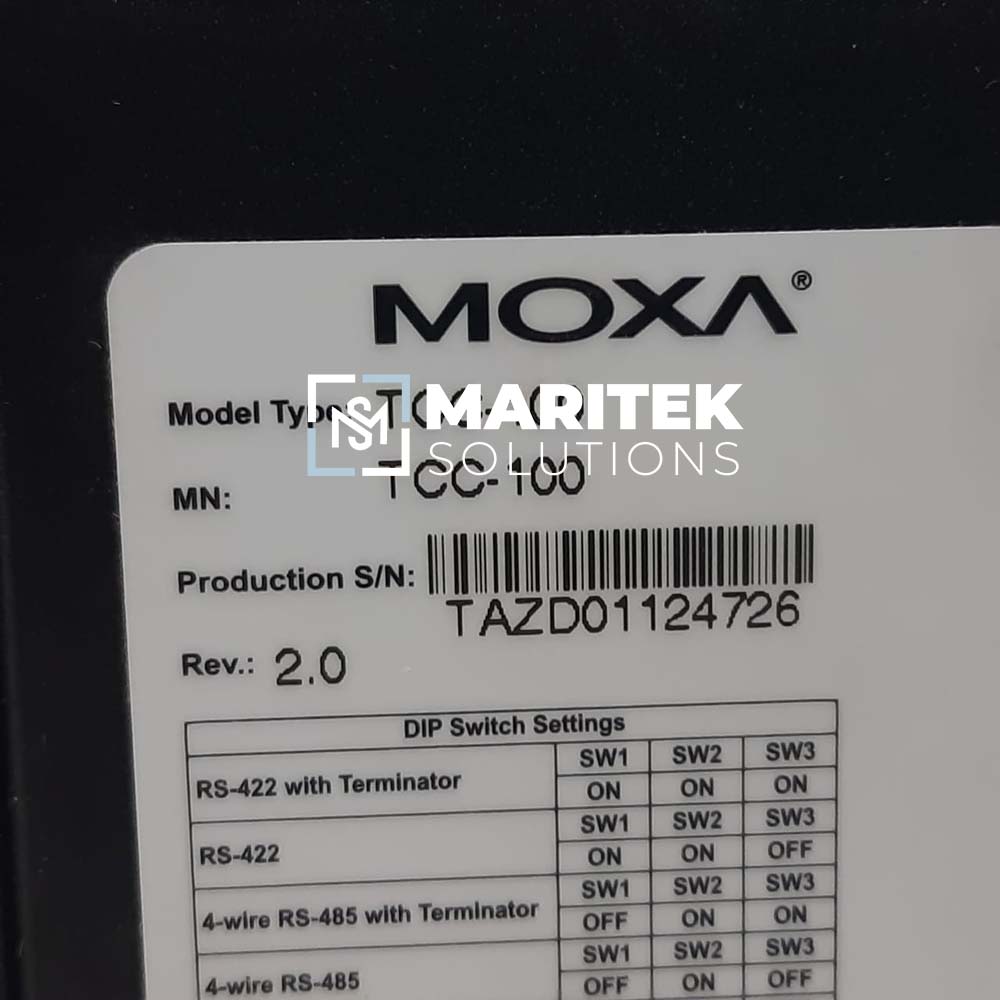 MOXA®
Model Type: TCC-100
MARITEK
SOLUTIONS
MN: TCC-100
Production S/N:
TAZD01124726
Rev.: 2.0
DIP Switch Settings
RS-422 with Terminator SW1 SW2 SW3
ON ON ON
RS-422 SW1 SW2 SW3
ON ON OFF
4-wire RS-485 with Terminator SW1 SW2 SW3
OFF ON ON
4-wire RS-485 SW1 SW2 SW3
OFF ON OFF